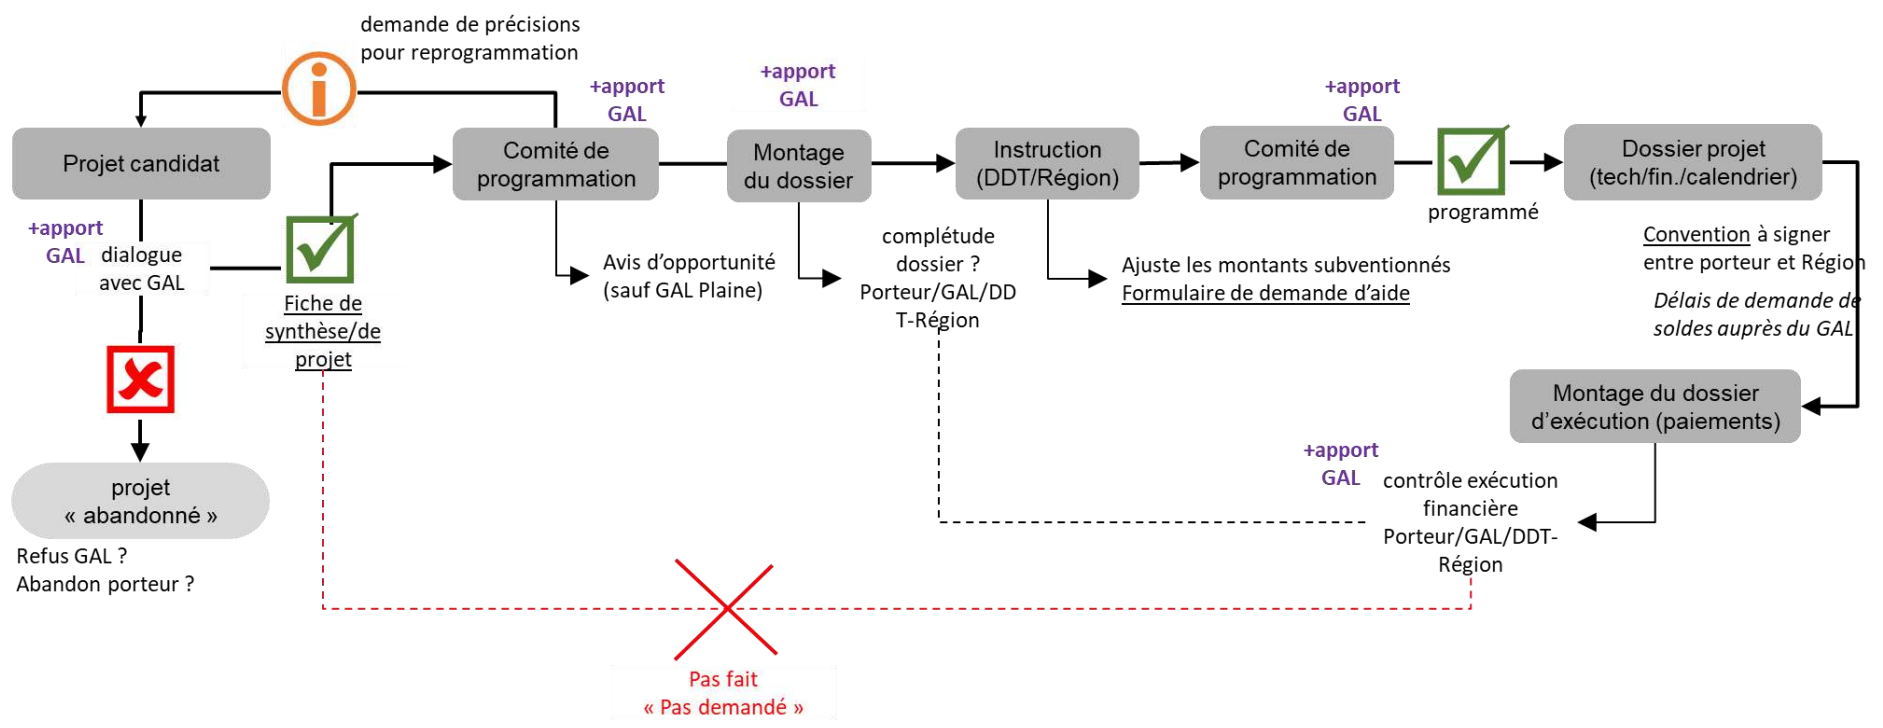 demande de précisions
pour reprogrammation
+apport
GAL
+apport
GAL
+apport
GAL
Projet candidat
Comité de
programmation
Montage
du dossier
Instruction
(DDT/Région)
Comité de
programmation
programmé
Dossier projet
(tech/fin./calendrier)
+apport
GAL
dialogue
avec GAL
Fiche de
synthèse/de
projet
Avis d’opportunité
(sauf GAL Plaine)
complétude
dossier ?
Porteur/GAL/DD
T-Région
Ajuste les montants subventionnés
Formulaire de demande d’aide
Convention à signer
entre porteur et Région
Délais de demande de
soldes auprès du GAL
Montage du dossier
d’exécution (paiements)
+apport
GAL
contrôle exécution
financière
Porteur/GAL/DDT-
Région
projet
« abandonné »
Refus GAL ?
Abandon porteur ?
Pas fait
« Pas demandé »